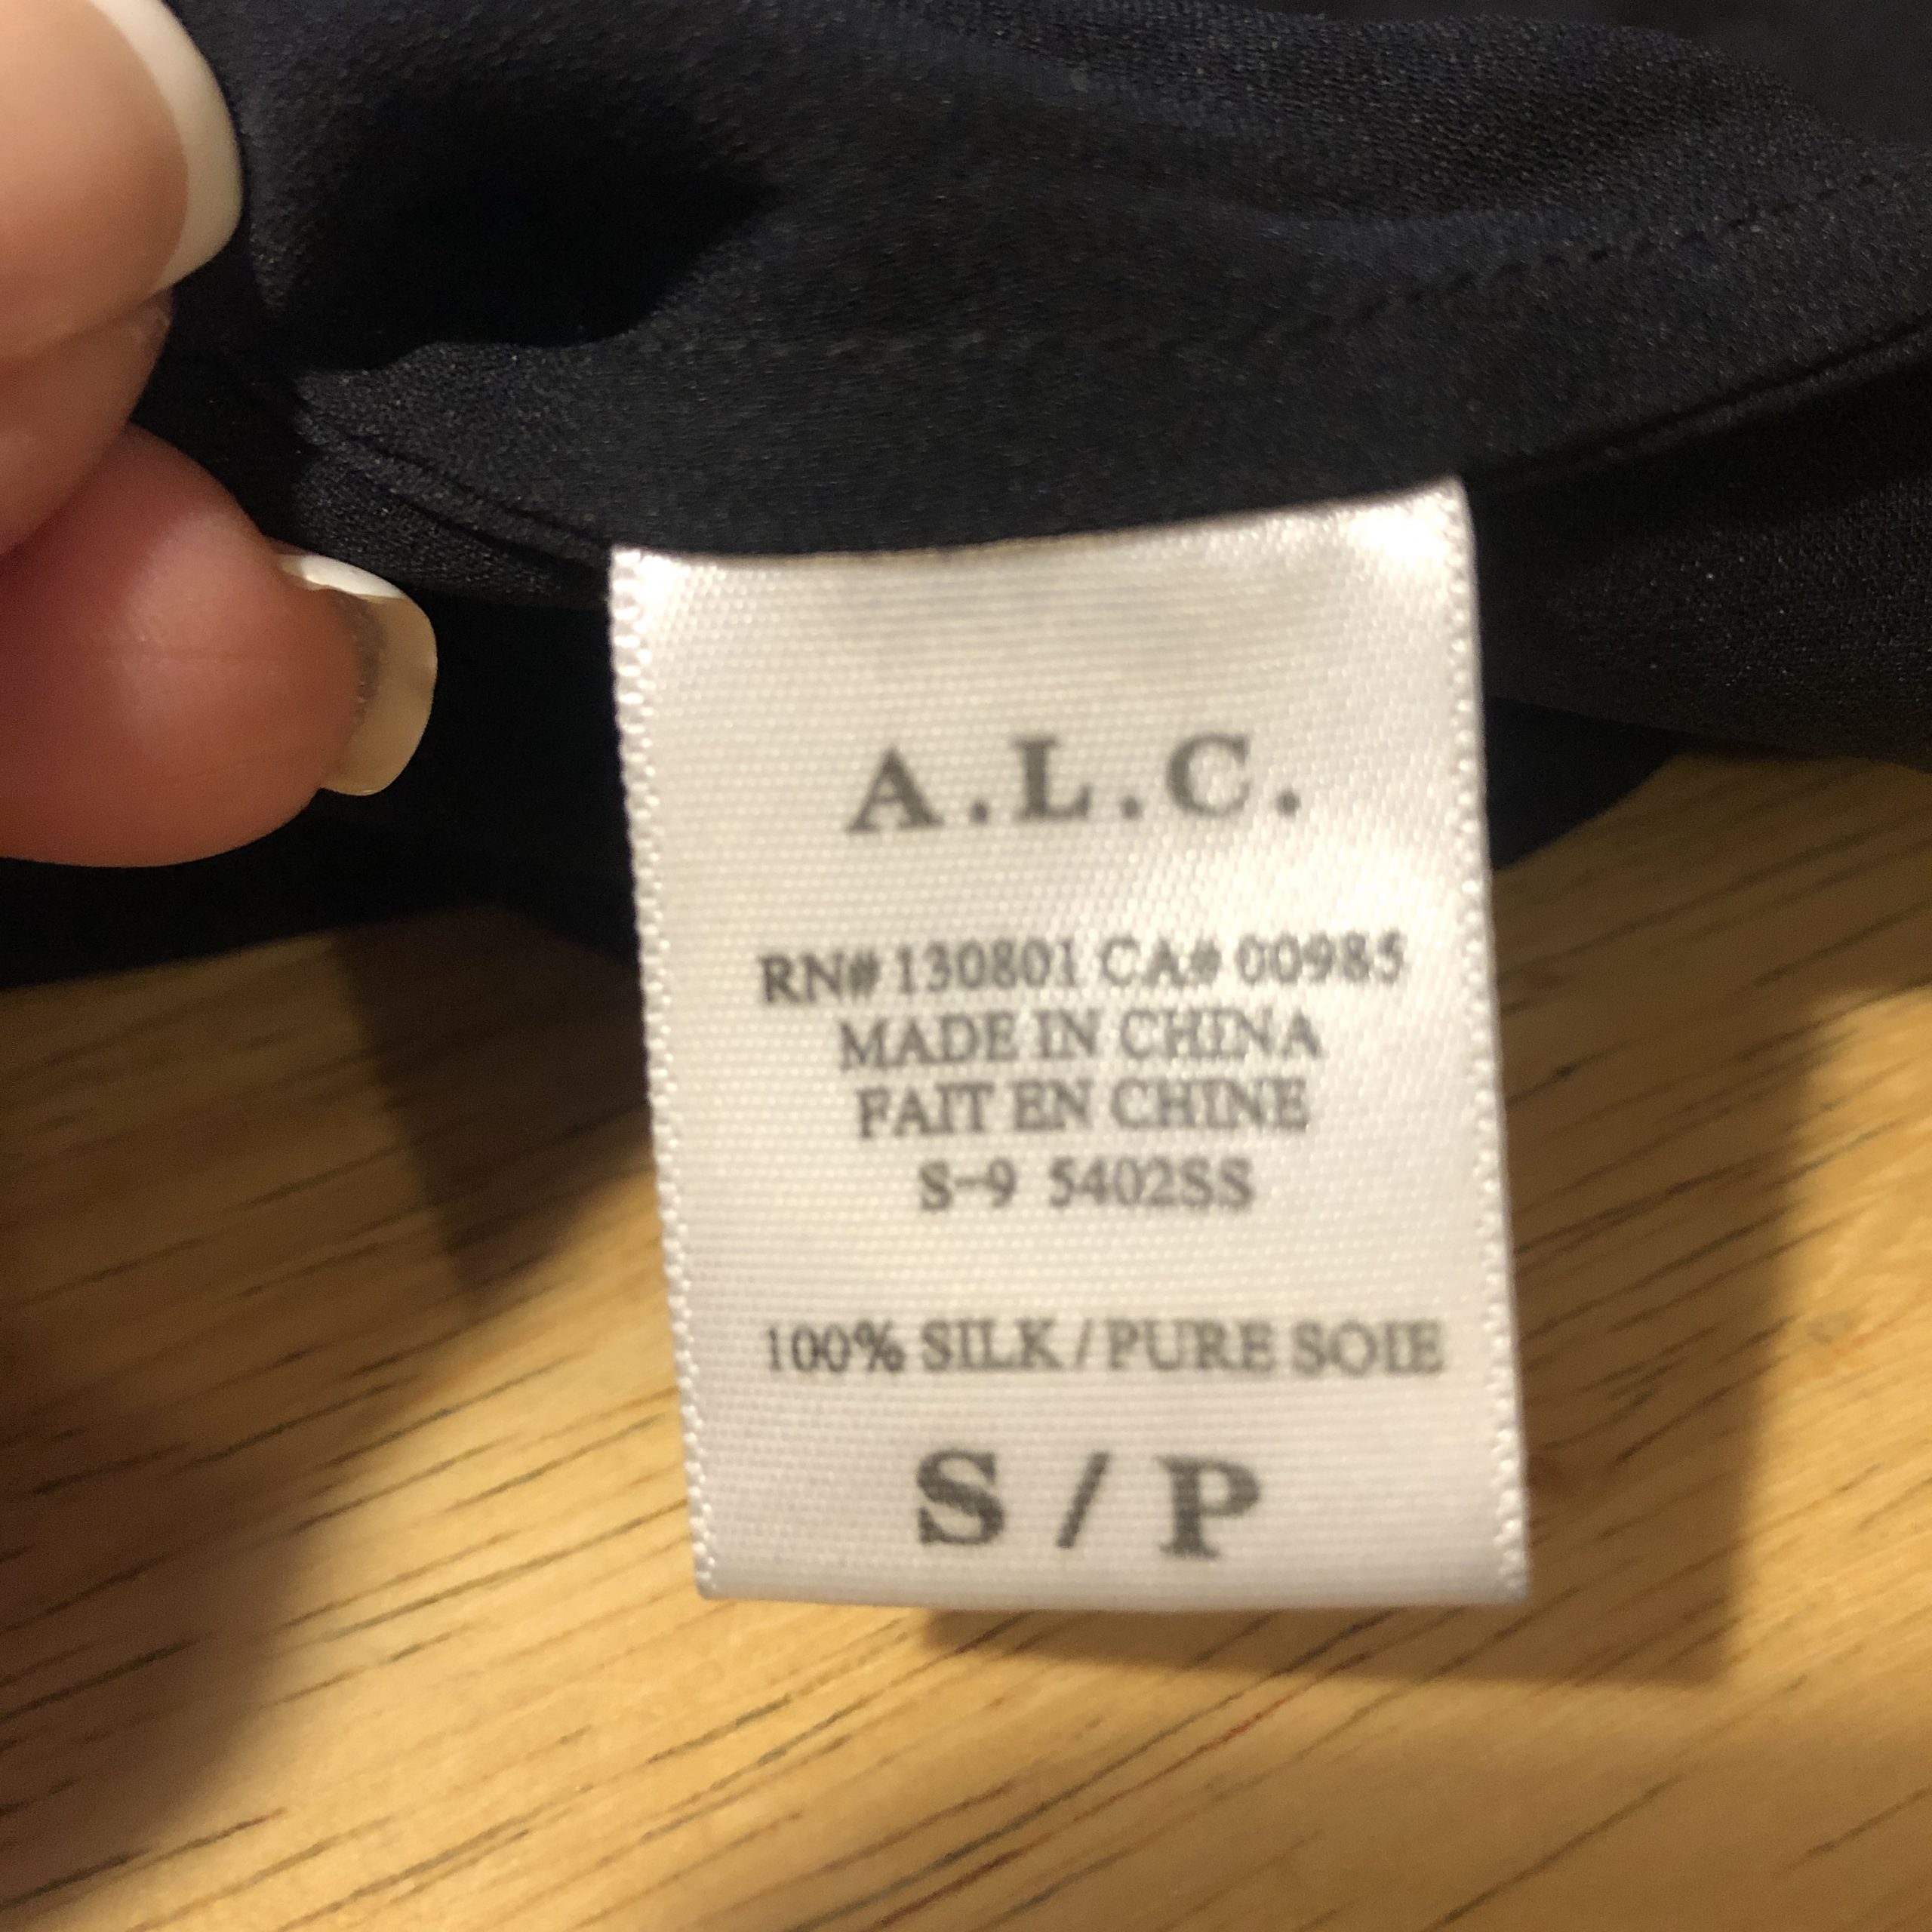 A.L.C.
RN# 130801 CA# 00985
MADE IN CHINA
FAIT EN CHINE
S-9 5402SS
100% SILK/PURE SOIE
S/P